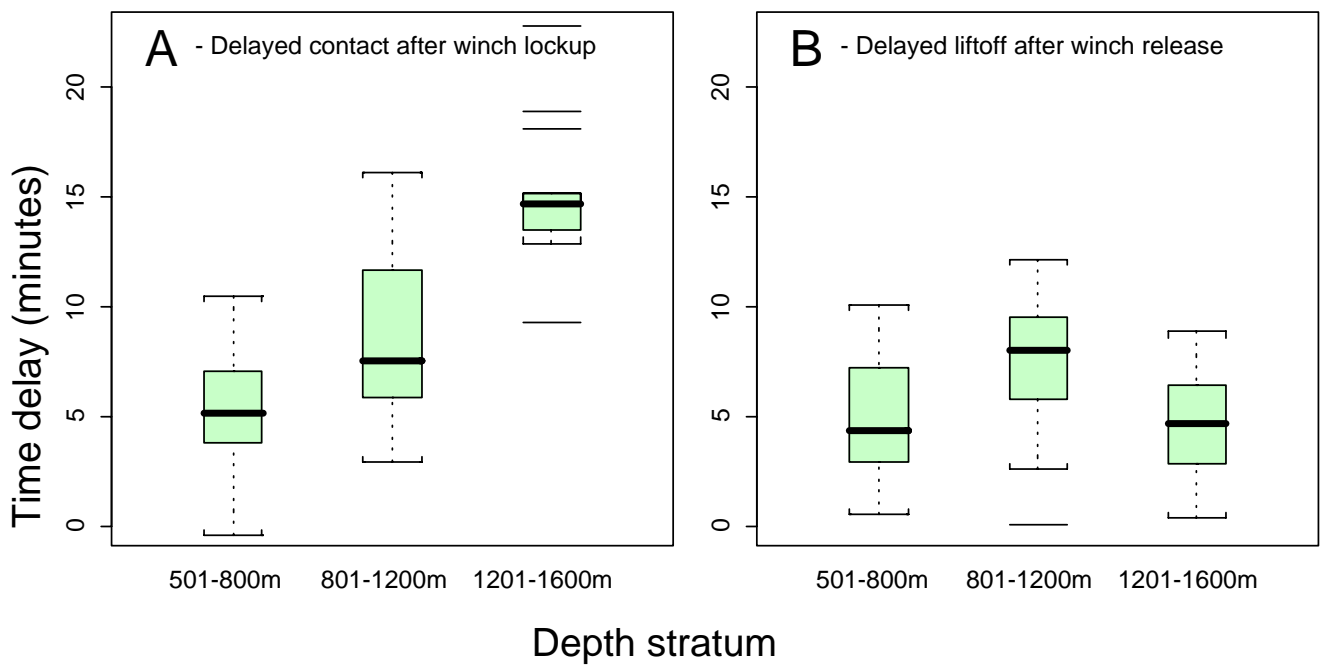 A - Delayed contact after winch lockup
B - Delayed liftoff after winch release
Time delay (minutes)
20
15
10
5
0
20
15
10
5
0
501-800m 801-1200m 1201-1600m
501-800m 801-1200m 1201-1600m
Depth stratum